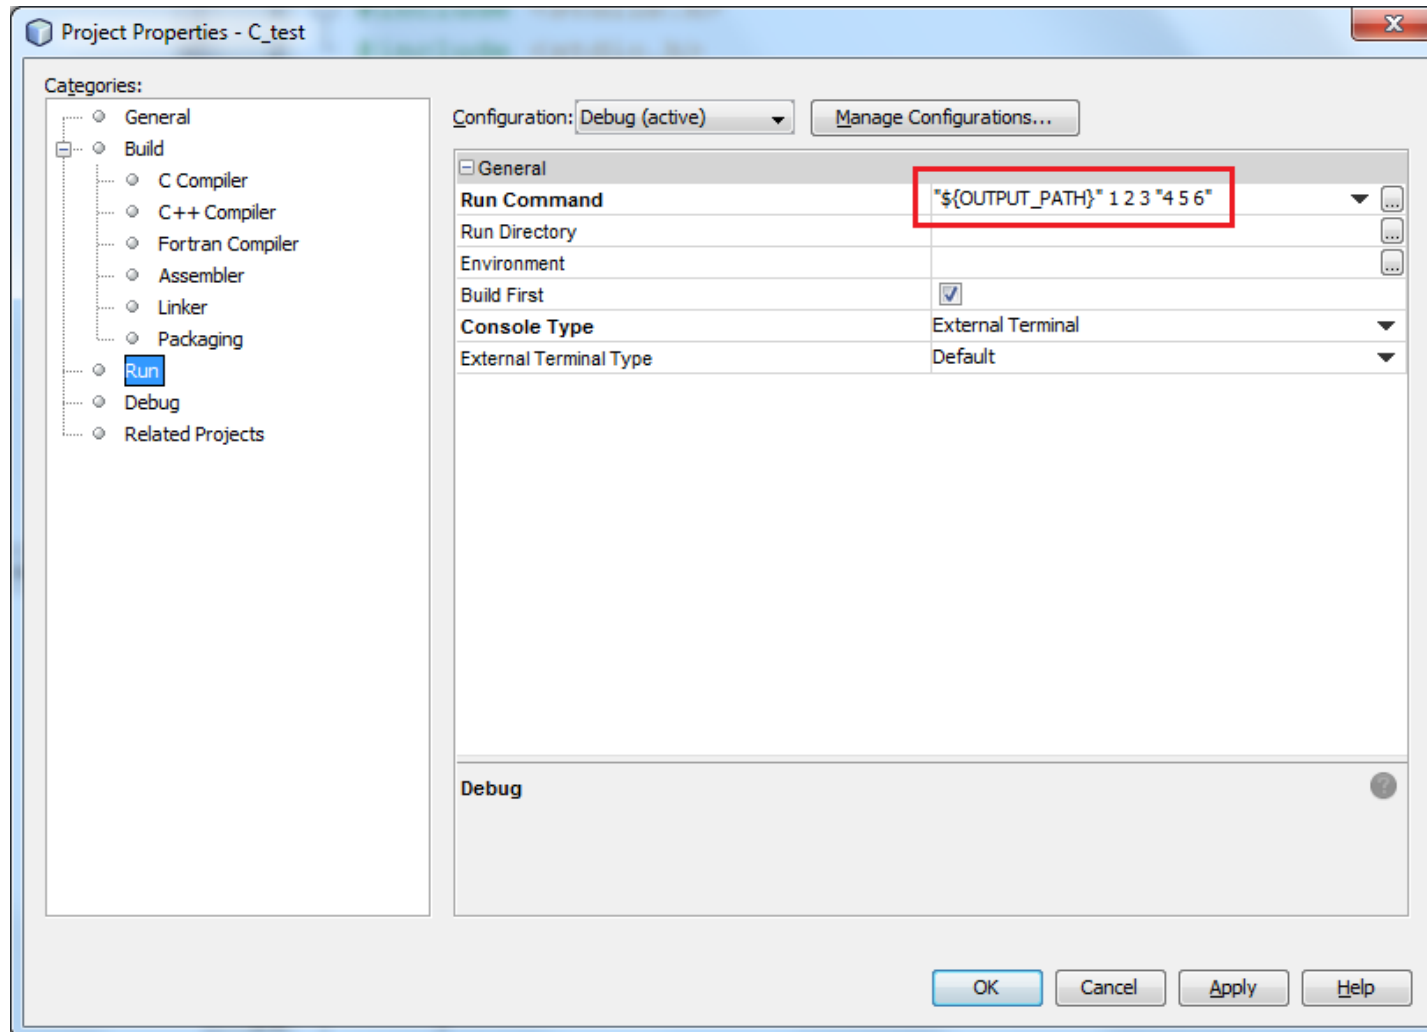 Project Properties - C_test
Categories:
General
Build
C Compiler
C++ Compiler
Fortran Compiler
Assembler
Linker
Packaging
Run
Debug
Related Projects
Configuration: Debug (active) Manage Configurations...
General
Run Command "${OUTPUT_PATH}" 1 2 3 "4 5 6" ...
Run Directory ...
Environment ...
Build First
Console Type External Terminal
External Terminal Type Default
Debug ?
OK Cancel Apply Help